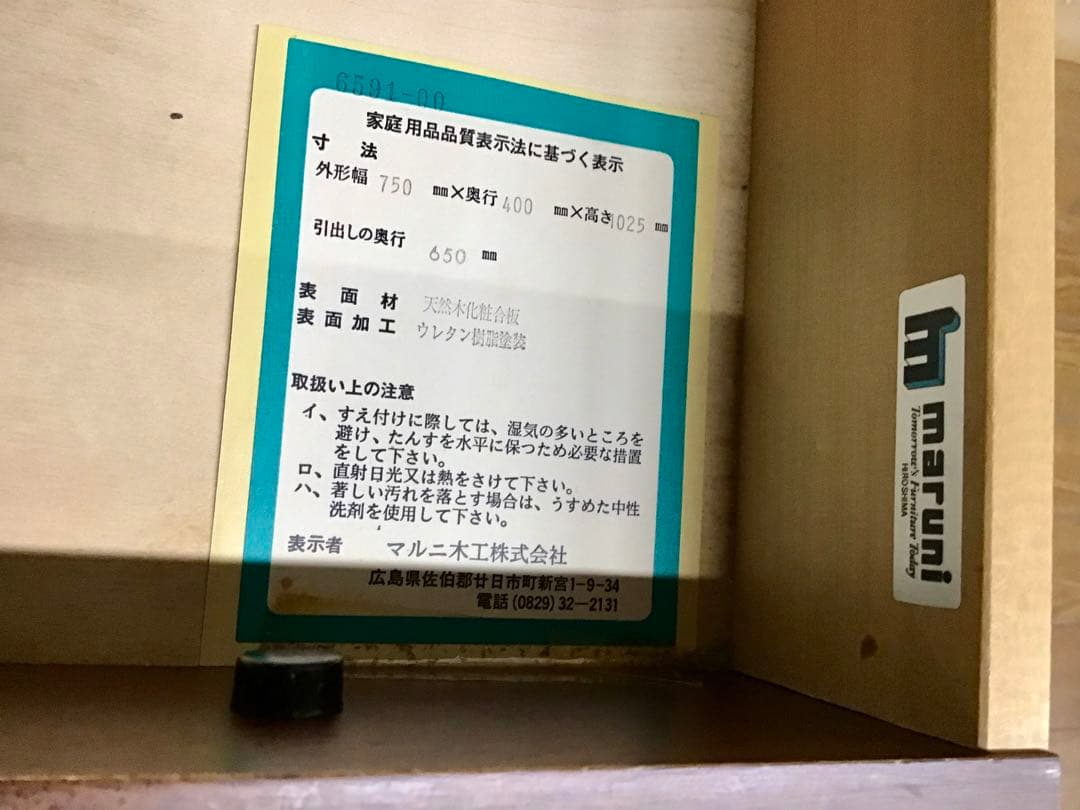 6591-00
家庭用品品質表示法に基づく表示
寸法
外形幅 750 ㎜×奥行 400 ㎜×高さ1025 ㎜
引出しの奥行 650 ㎜
表面材 天然木化粧合板
表面加工 ウレタン樹脂塗装
取扱い上の注意
イ、すえ付けに際しては、湿気の多いところを
避け、たんすを水平に保つため必要な措置
をして下さい。
ロ、直射日光又は熱をさけて下さい。
ハ、著しい汚れを落とす場合は、うすめた中性
洗剤を使用して下さい。
表示者 マルニ木工株式会社
広島県佐伯郡廿日市町新宮1-9-34
電話(0829)32-2131
maruni
Tomorrow's Furniture Today
HIROSHIMA